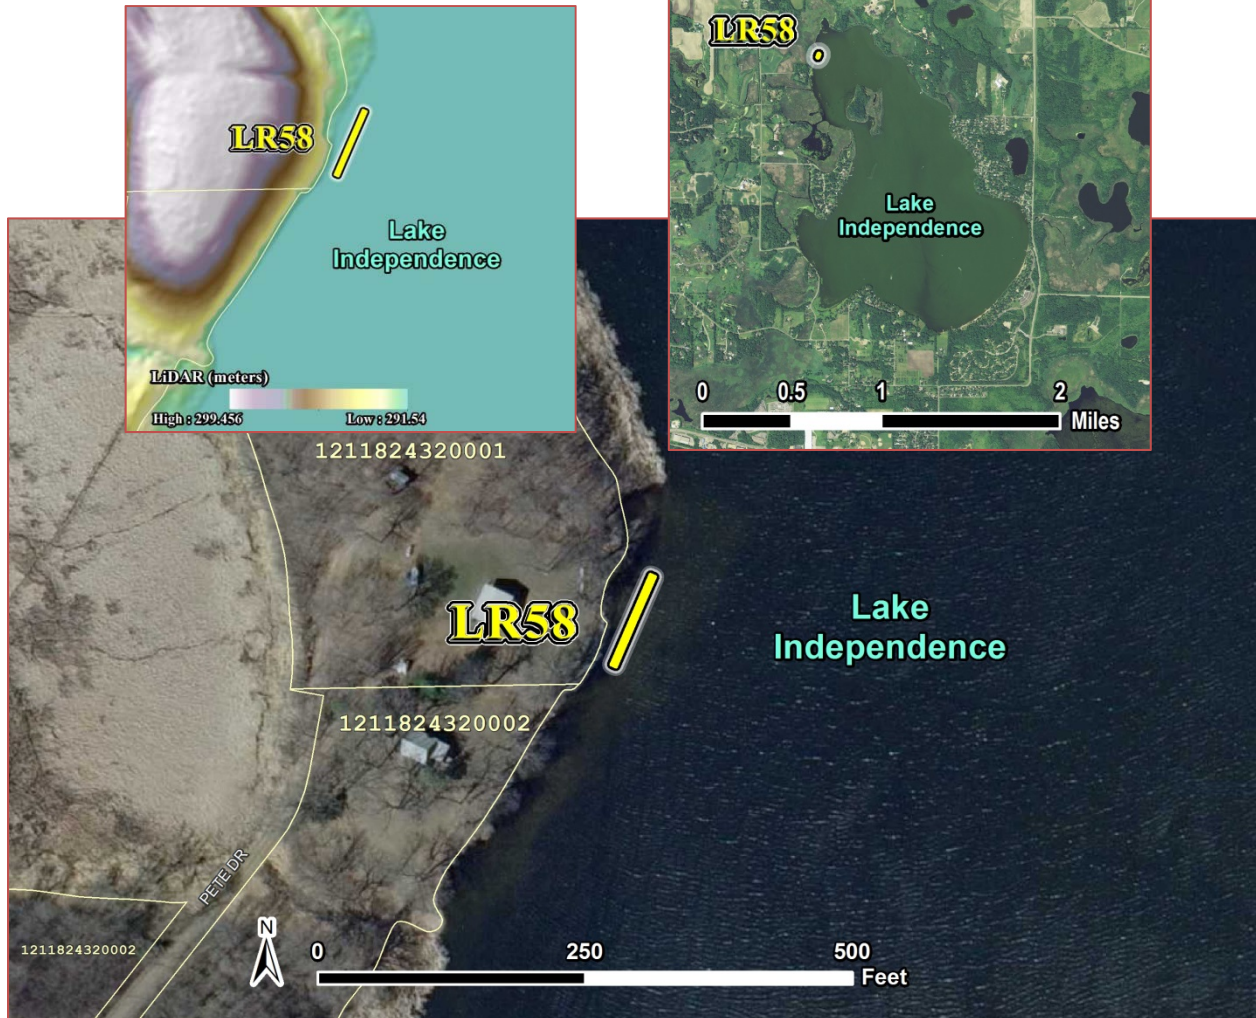 LR58
Lake
Independence
LiDAR (meters)
High : 299.456
Low : 291.54
LR58
Lake
Independence
0
0.5
1
2
Miles
1211824320001
LR58
Lake
Independence
1211824320002
PETE DR
1211824320002
N
0
250
500
Feet